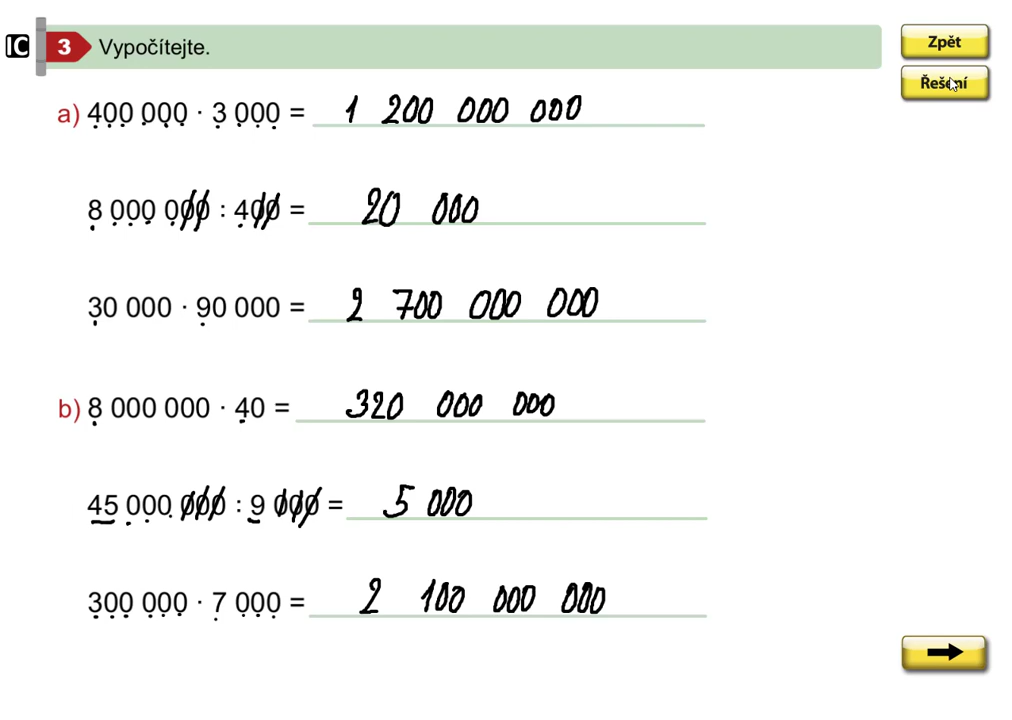 IC 3 Vypočítejte. Zpět
Řešení
a) 400 000 · 3 000 = 1 200 000 000
8 000 000 : 400 = 20 000
30 000 · 90 000 = 2 700 000 000
b) 8 000 000 · 40 = 320 000 000
45 000 000 : 9 000 = 5 000
300 000 · 7 000 = 2 100 000 000